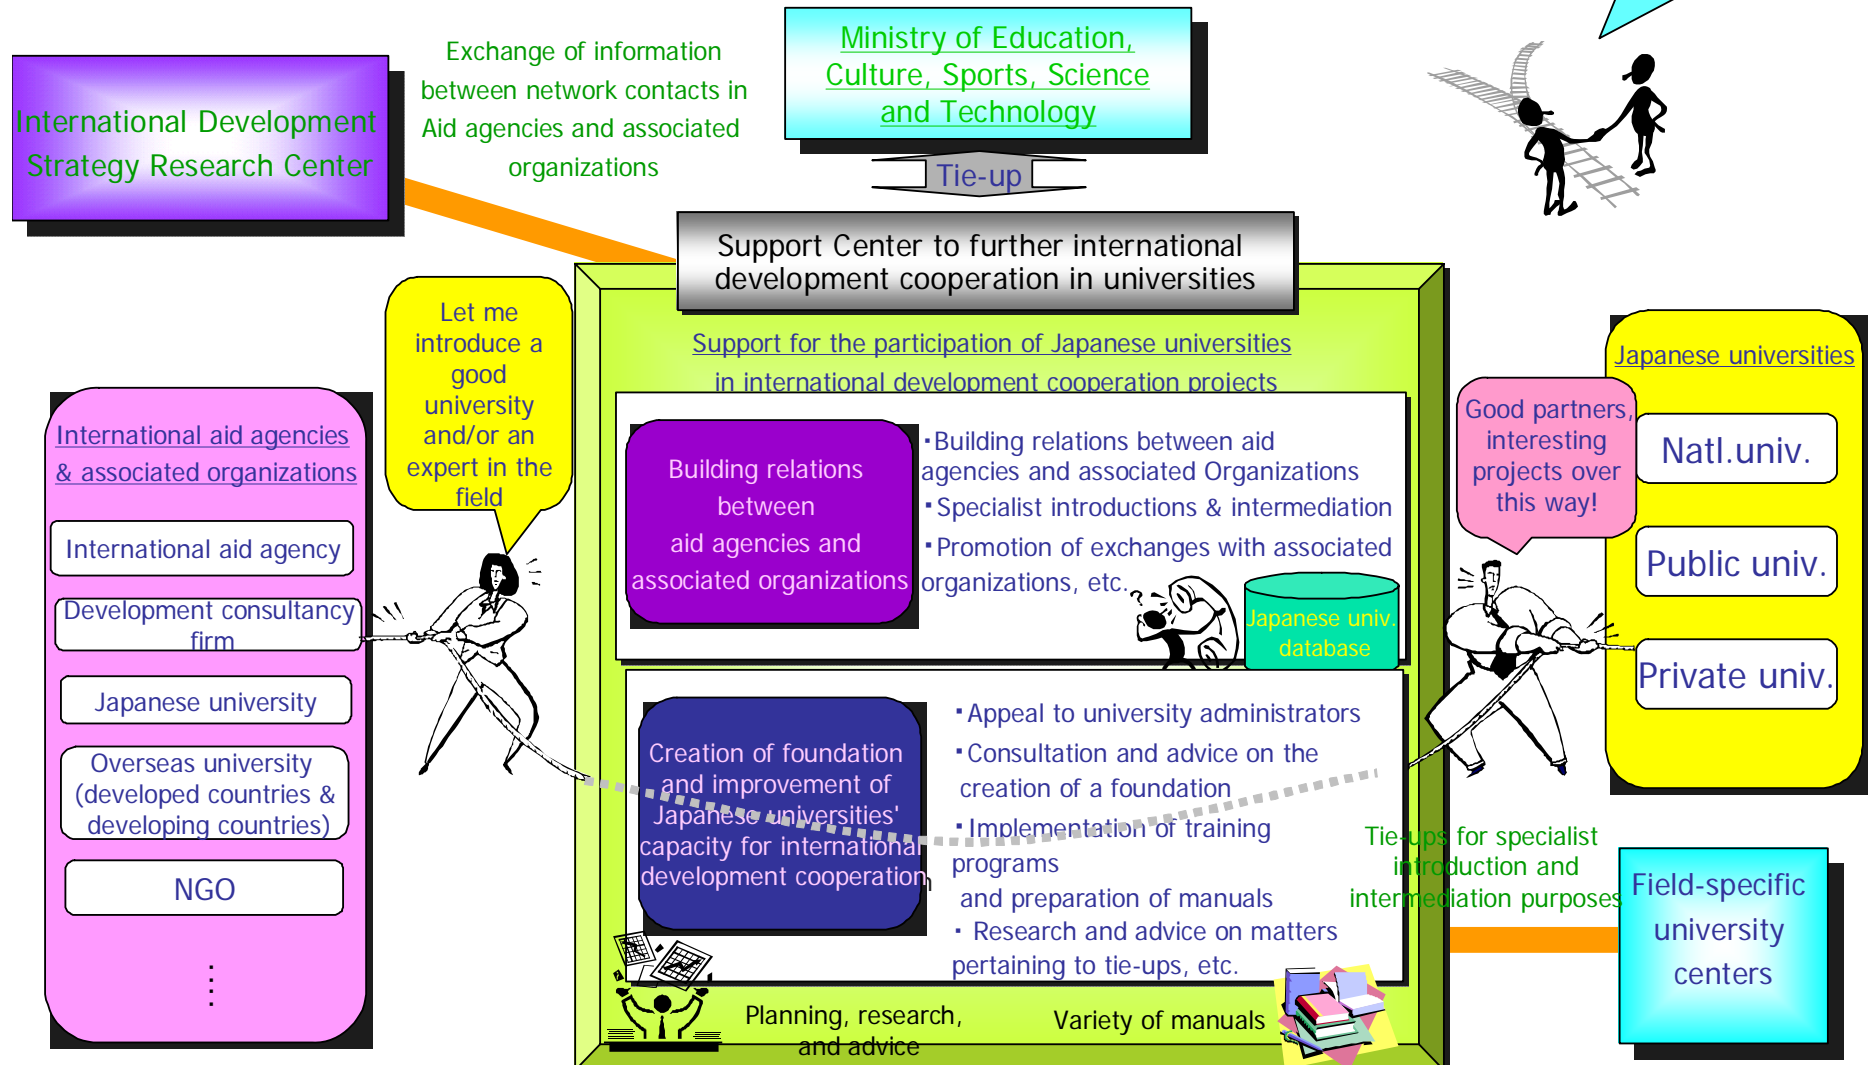 International Development
Strategy Research Center
Exchange of information
between network contacts in
Aid agencies and associated
organizations
Ministry of Education,
Culture, Sports, Science
and Technology
Tie-up
Support Center to further international
development cooperation in universities
Support for the participation of Japanese universities
in international development cooperation projects
Let me
introduce a
good
university
and/or an
expert in the
field
International aid agencies
& associated organizations
International aid agency
Development consultancy
firm
Japanese university
Overseas university
(developed countries &
developing countries)
NGO
⋮
Building relations
between
aid agencies and
associated organizations
・Building relations between aid
agencies and associated Organizations
・Specialist introductions & intermediation
・Promotion of exchanges with associated
organizations, etc.
Japanese univ.
database
Creation of foundation
and improvement of
Japanese universities'
capacity for international
development cooperation
・Appeal to university administrators
・Consultation and advice on the
creation of a foundation
・Implementation of training
programs
and preparation of manuals
・ Research and advice on matters
pertaining to tie-ups, etc.
Planning, research,
and advice
Variety of manuals
Good partners,
interesting
projects over
this way!
Japanese universities
Natl.univ.
Public univ.
Private univ.
Tie-ups for specialist
introduction and
intermediation purposes
Field-specific
university
centers